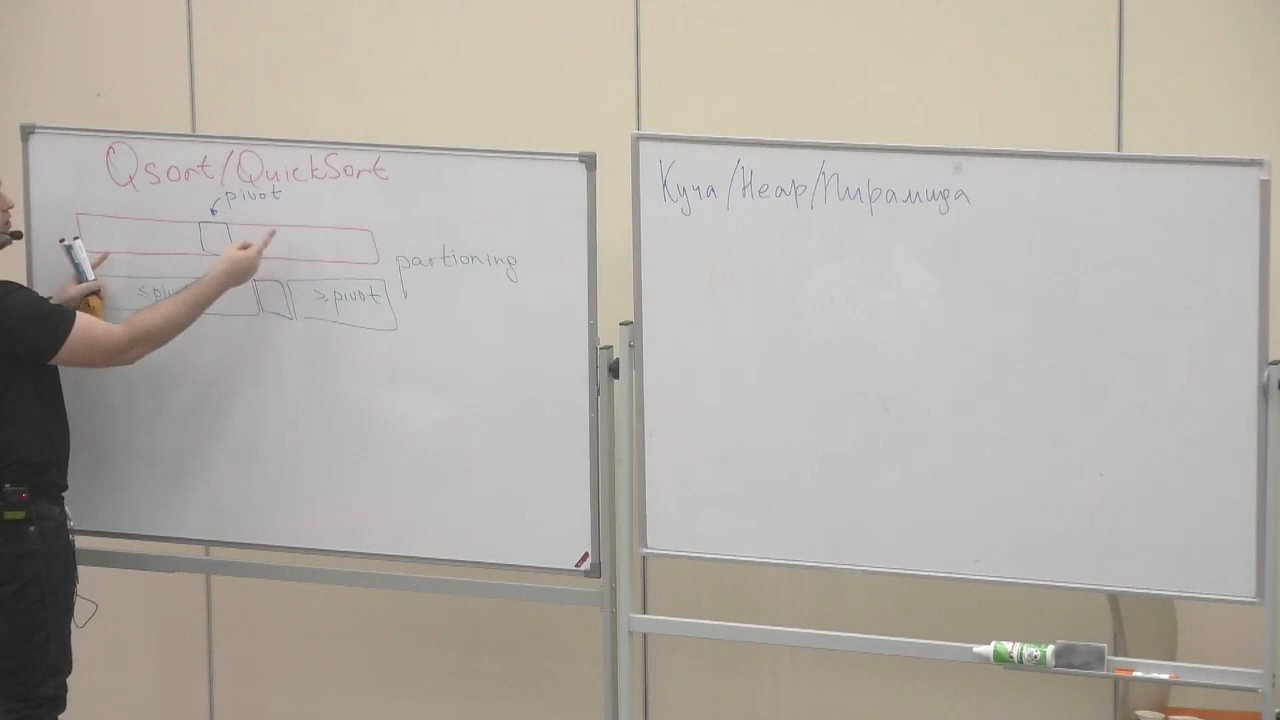 Qsort/QuickSort
pivot
partioning
≥pivot
Куча/Heap/Пирамида